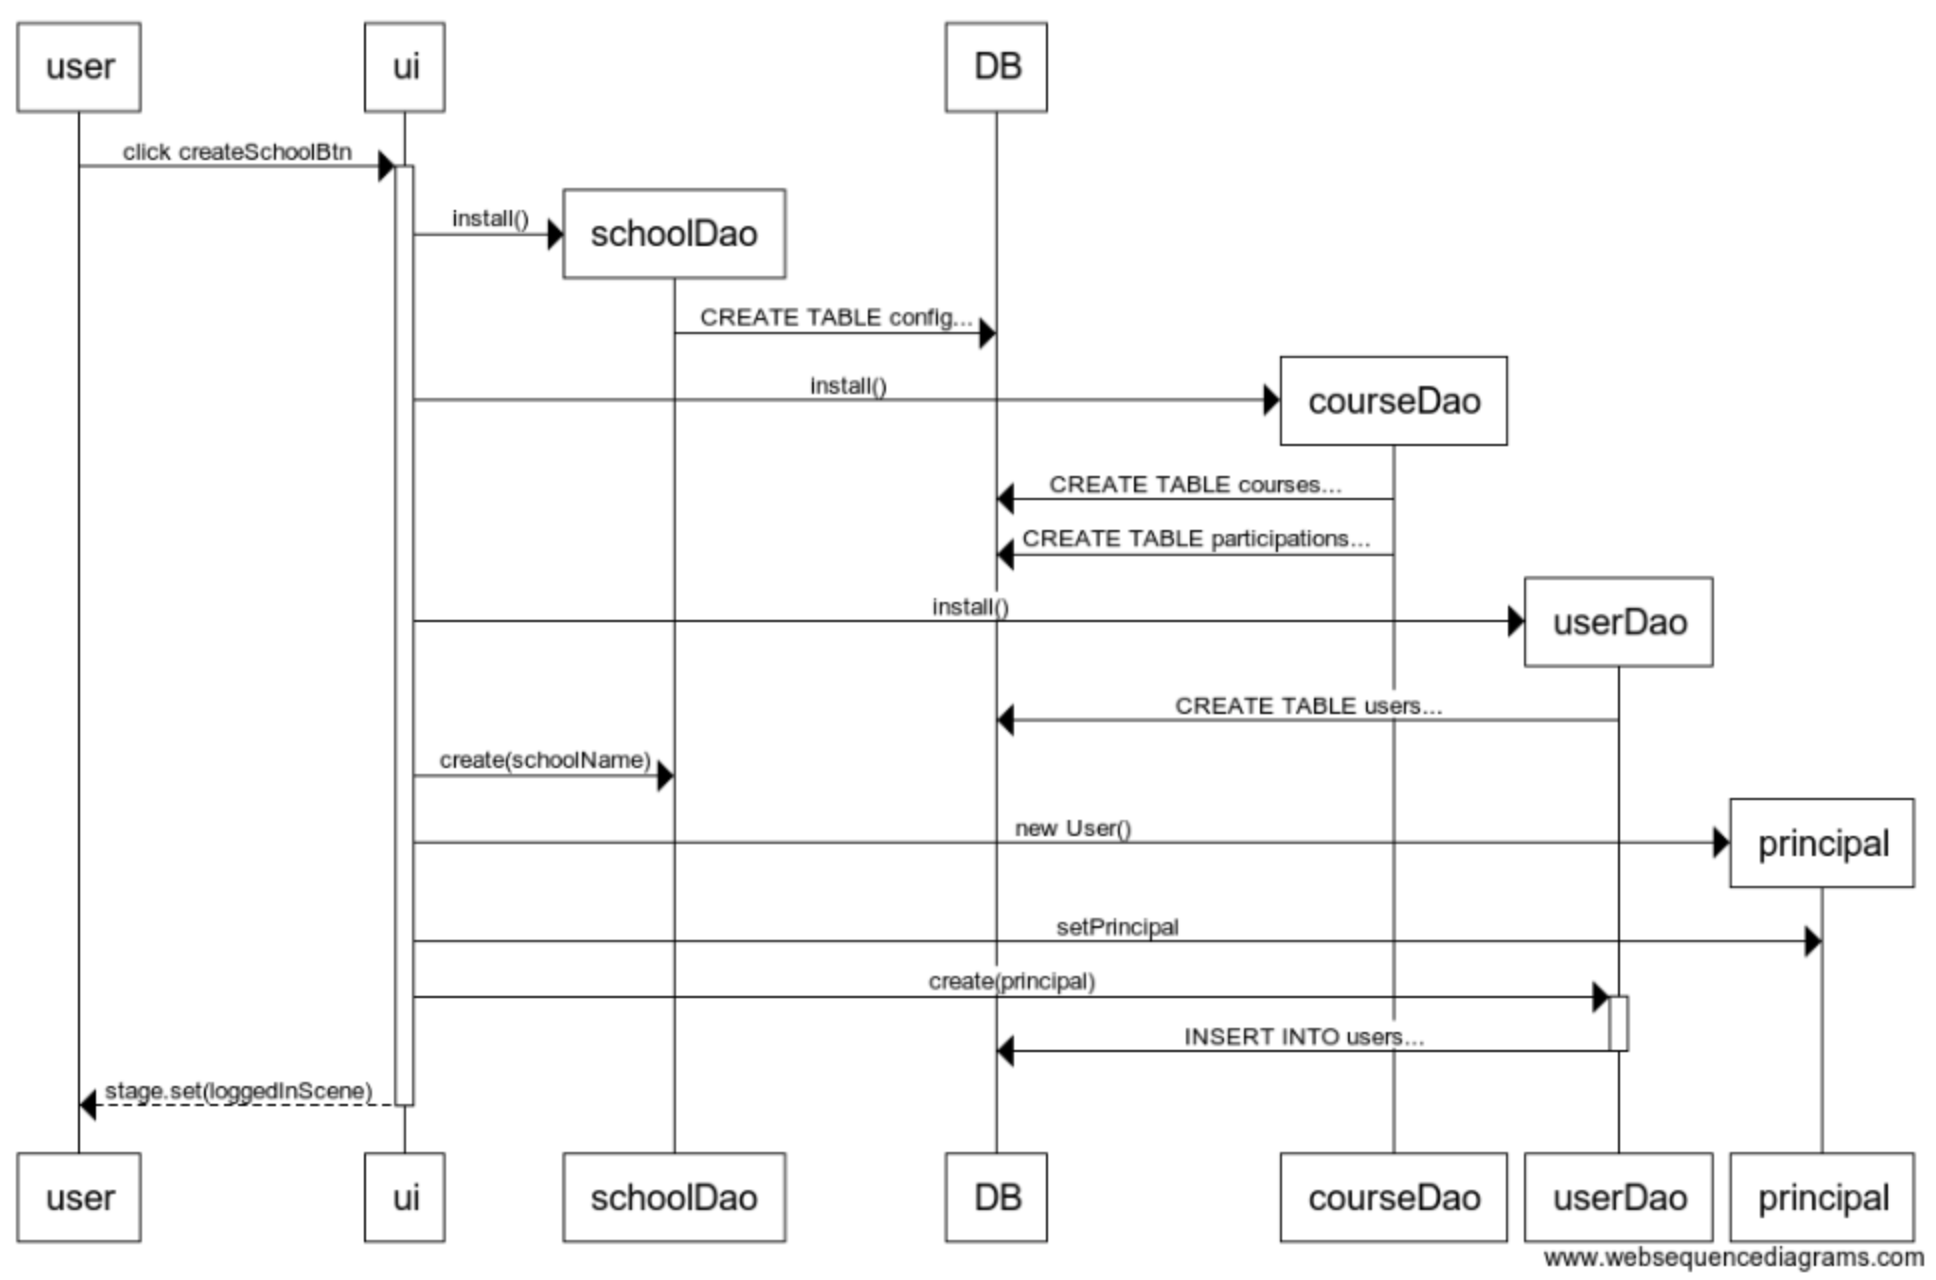 user
ui
DB
click createSchoolBtn
install()
schoolDao
CREATE TABLE config...
install()
courseDao
CREATE TABLE courses...
CREATE TABLE participations...
install()
userDao
CREATE TABLE users...
create(schoolName)
new User()
principal
setPrincipal
create(principal)
INSERT INTO users...
stage.set(loggedInScene)
user
ui
schoolDao
DB
courseDao
userDao
principal
www.websequencediagrams.com